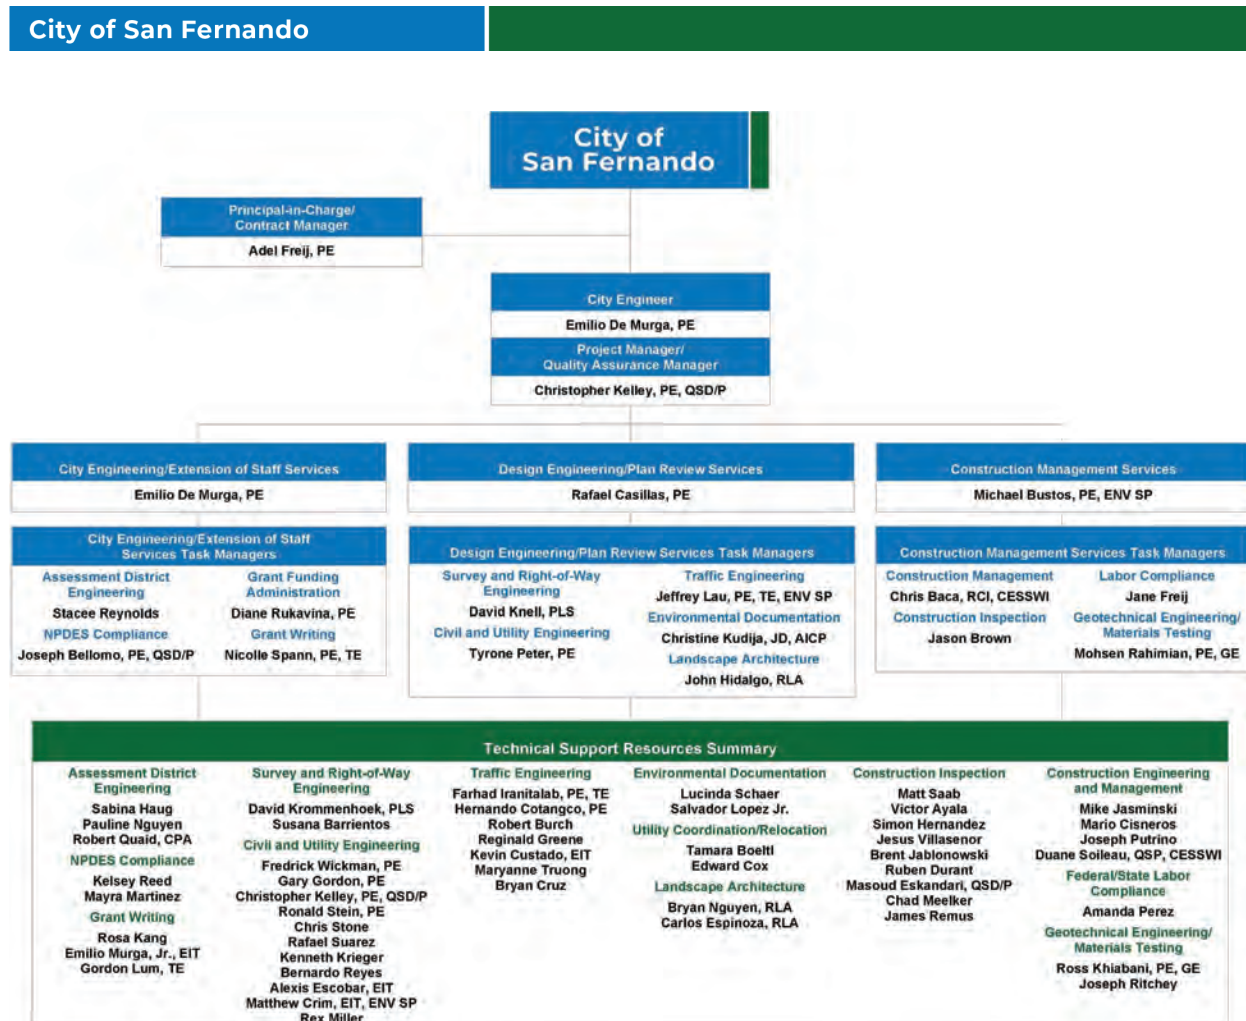 City of San Fernando
City of
San Fernando
Principal-in-Charge/
Contract Manager
Adel Freij, PE
City Engineer
Emilio De Murga, PE
Project Manager/
Quality Assurance Manager
Christopher Kelley, PE, QSD/P
City Engineering/Extension of Staff Services
Emilio De Murga, PE
City Engineering/Extension of Staff
Services Task Managers
Assessment District
Engineering
Stacee Reynolds
NPDES Compliance
Joseph Bellomo, PE, QSD/P
Grant Funding
Administration
Diane Rukavina, PE
Grant Writing
Nicolle Spann, PE, TE
Design Engineering/Plan Review Services
Rafael Casillas, PE
Design Engineering/Plan Review Services Task Managers
Survey and Right-of-Way
Engineering
David Knell, PLS
Civil and Utility Engineering
Tyrone Peter, PE
Traffic Engineering
Jeffrey Lau, PE, TE, ENV SP
Environmental Documentation
Christine Kudija, JD, AICP
Landscape Architecture
John Hidalgo, RLA
Construction Management Services
Michael Bustos, PE, ENV SP
Construction Management Services Task Managers
Construction Management
Chris Baca, RCI, CESSWI
Construction Inspection
Jason Brown
Labor Compliance
Jane Freij
Geotechnical Engineering/
Materials Testing
Mohsen Rahimian, PE, GE
Technical Support Resources Summary
Assessment District
Engineering
Sabina Haug
Pauline Nguyen
Robert Quaid, CPA
NPDES Compliance
Kelsey Reed
Mayra Martinez
Grant Writing
Rosa Kang
Emilio Murga, Jr., EIT
Gordon Lum, TE
Survey and Right-of-Way
Engineering
David Krommenhoek, PLS
Susana Barrientos
Civil and Utility Engineering
Fredrick Wickman, PE
Gary Gordon, PE
Christopher Kelley, PE, QSD/P
Ronald Stein, PE
Chris Stone
Rafael Suarez
Kenneth Krieger
Bernardo Reyes
Alexis Escobar, EIT
Matthew Crim, EIT, ENV SP
Rex Miller
Traffic Engineering
Farhad Iranitalab, PE, TE
Hernando Cotangco, PE
Robert Burch
Reginald Greene
Kevin Custado, EIT
Maryanne Truong
Bryan Cruz
Environmental Documentation
Lucinda Schaer
Salvador Lopez Jr.
Utility Coordination/Relocation
Tamara Boeltl
Edward Cox
Landscape Architecture
Bryan Nguyen, RLA
Carlos Espinoza, RLA
Construction Inspection
Matt Saab
Victor Ayala
Simon Hernandez
Jesus Villasenor
Brent Jablonowski
Ruben Durant
Masoud Eskandari, QSD/P
Chad Meelker
James Remus
Construction Engineering
and Management
Mike Jasminski
Mario Cisneros
Joseph Putrino
Duane Soileau, QSP, CESSWI
Federal/State Labor
Compliance
Amanda Perez
Geotechnical Engineering/
Materials Testing
Ross Khiabani, PE, GE
Joseph Ritchey